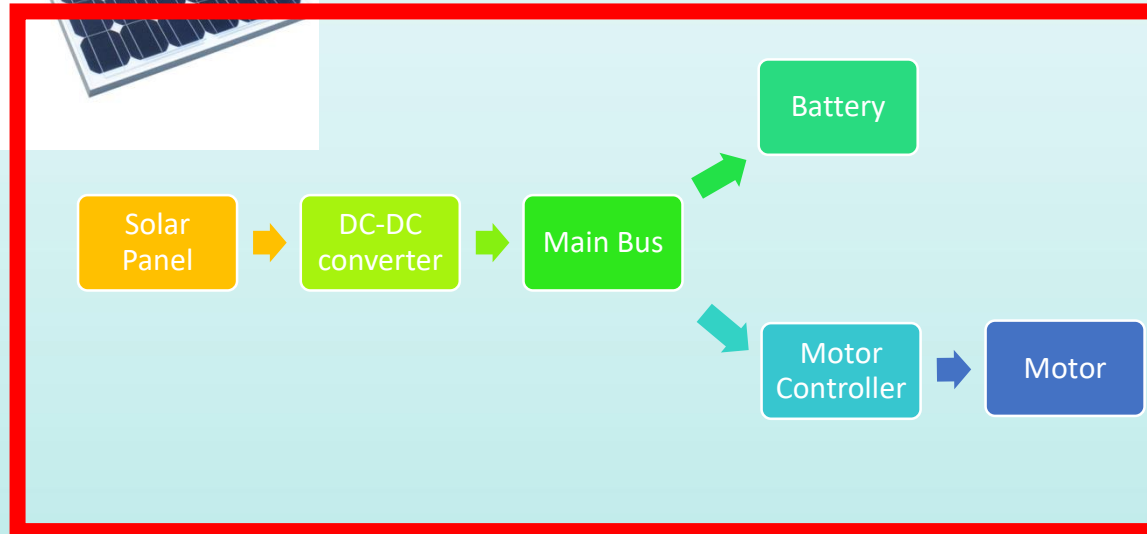 Battery
Solar
Panel
DC-DC
converter
Main Bus
Motor
Controller
Motor